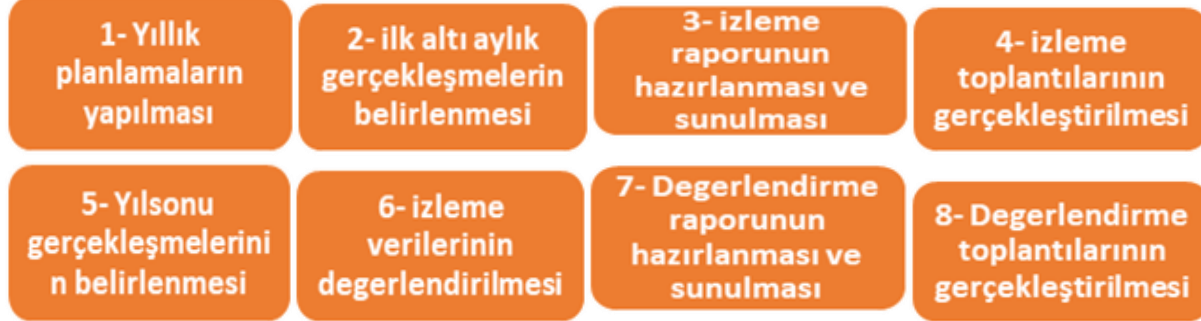 1- Yıllık
planlamaların
yapılması
2- ilk altı aylık
gerçekleşmelerin
belirlenmesi
3- izleme
raporunun
hazırlanması ve
sunulması
4- izleme
toplantılarının
gerçekleştirilmesi
5- Yılsonu
gerçekleşmelerini
n belirlenmesi
6- izleme
verilerinin
degerlendirilmesi
7- Degerlendirme
raporunun
hazırlanması ve
sunulması
8- Degerlendirme
toplantılarının
gerçekleştirilmesi